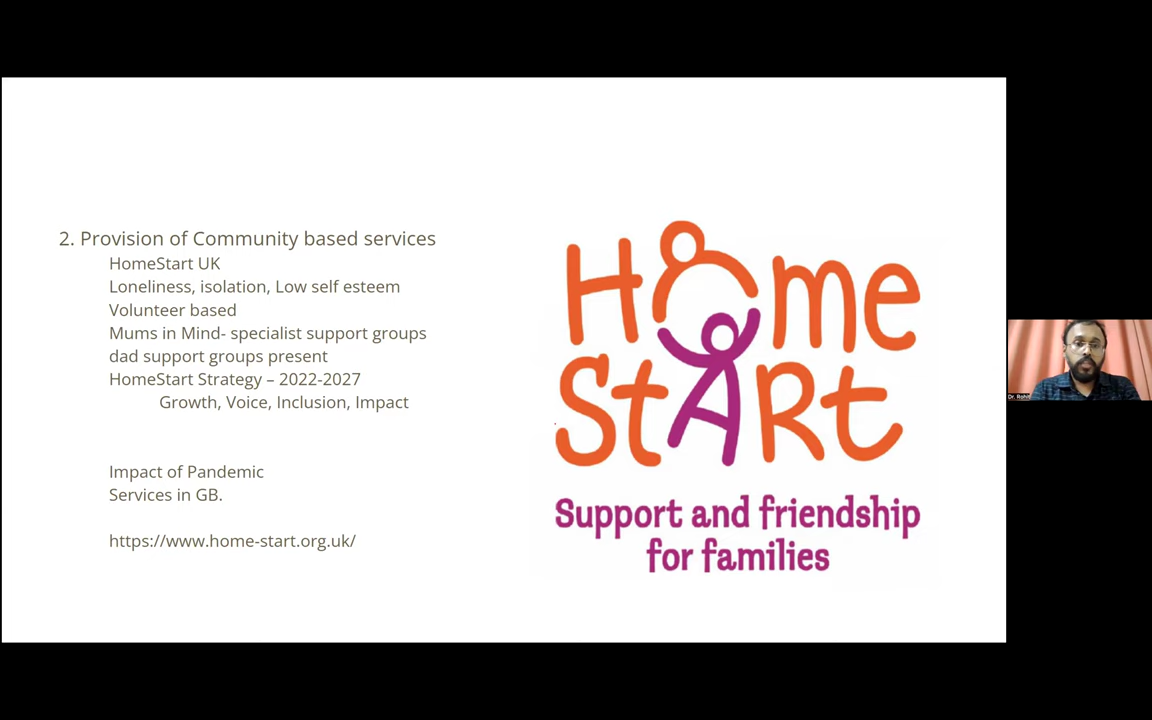 2. Provision of Community based services
HomeStart UK
Loneliness, isolation, Low self esteem
Volunteer based
Mums in Mind- specialist support groups
dad support groups present
HomeStart Strategy – 2022-2027
Growth, Voice, Inclusion, Impact
Impact of Pandemic
Services in GB.
https://www.home-start.org.uk/
Home
StARt
Support and friendship
for families
Dr. Rohit